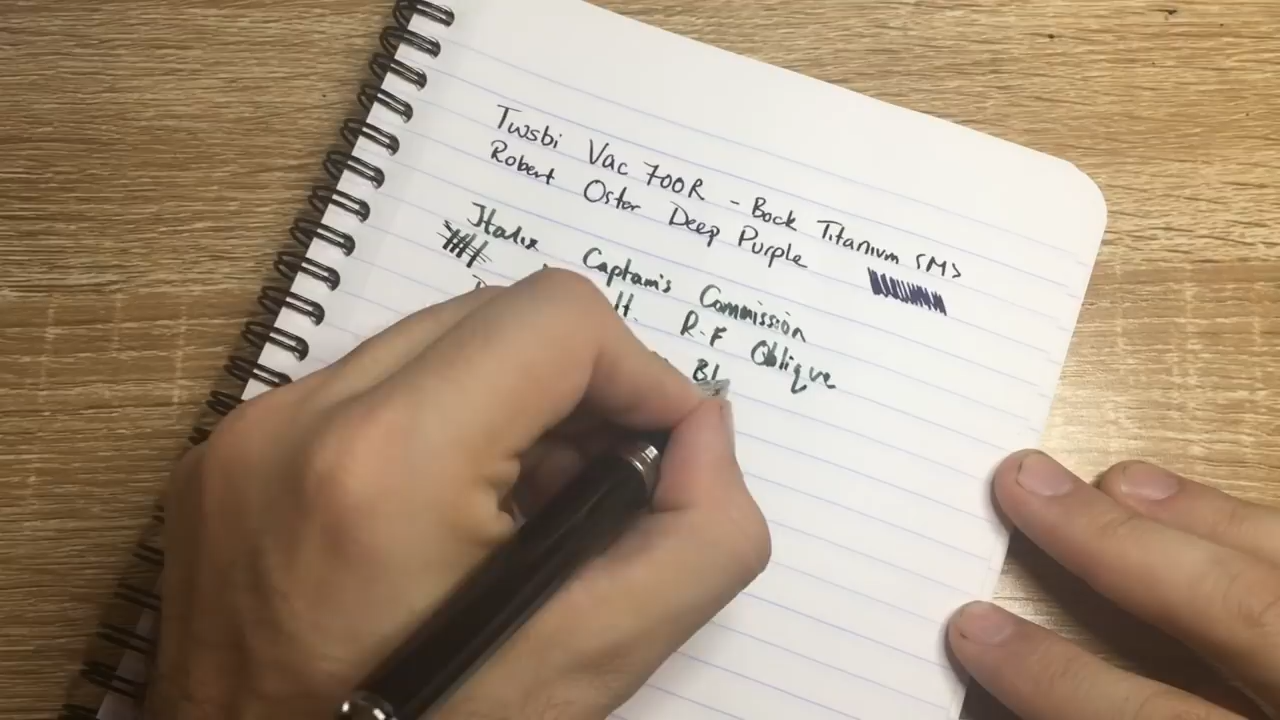 Twsbi Vac 700R - Bock Titanium <M>
Robert Oster Deep Purple
Italix Captain's Commission
R-F Oblique